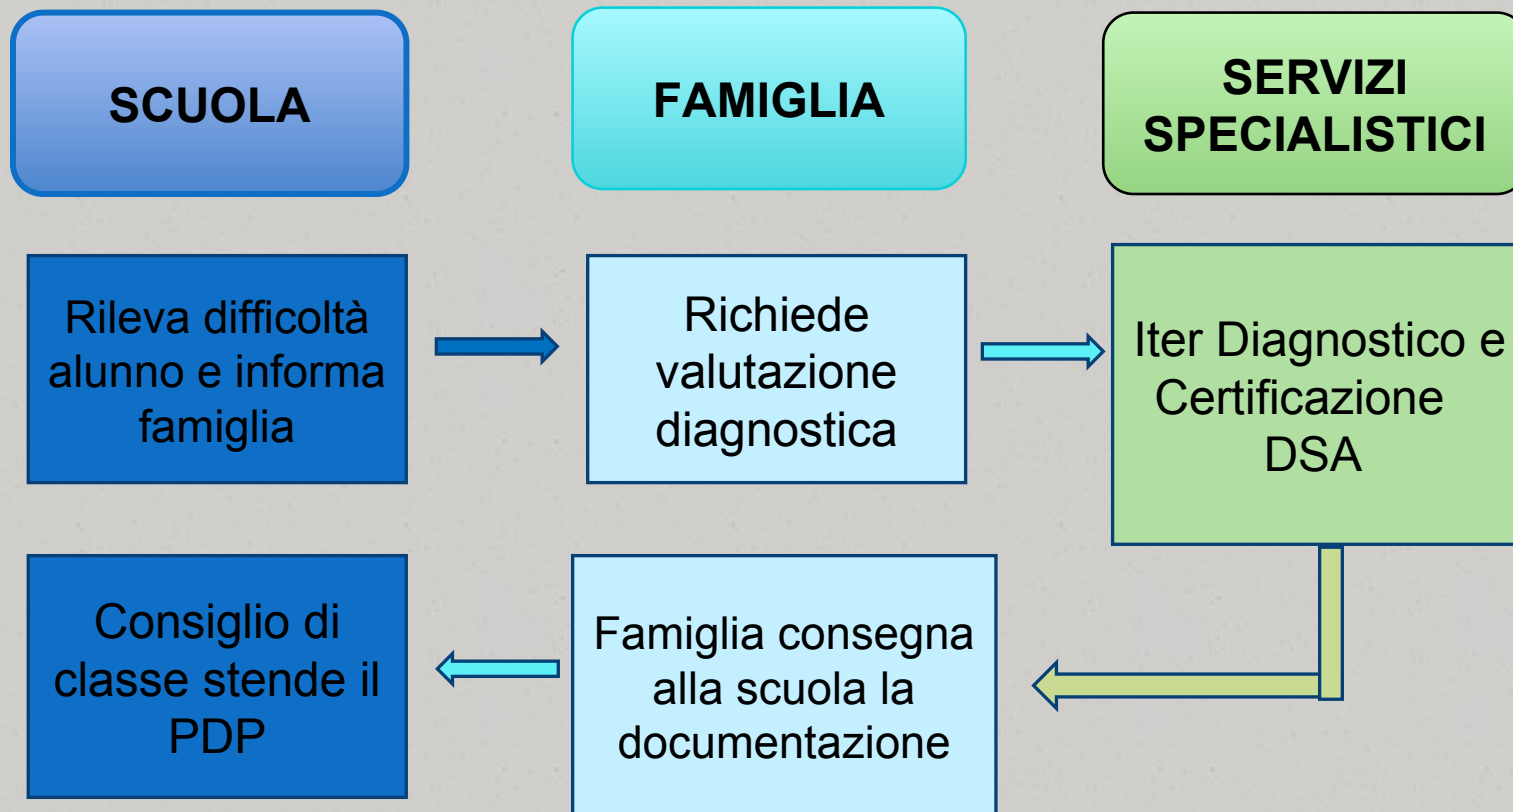 SCUOLA
FAMIGLIA
SERVIZI
SPECIALISTICI
Rileva difficoltà
alunno e informa
famiglia
Richiede
valutazione
diagnostica
Iter Diagnostico e
Certificazione
DSA
Consiglio di
classe stende il
PDP
Famiglia consegna
alla scuola la
documentazione